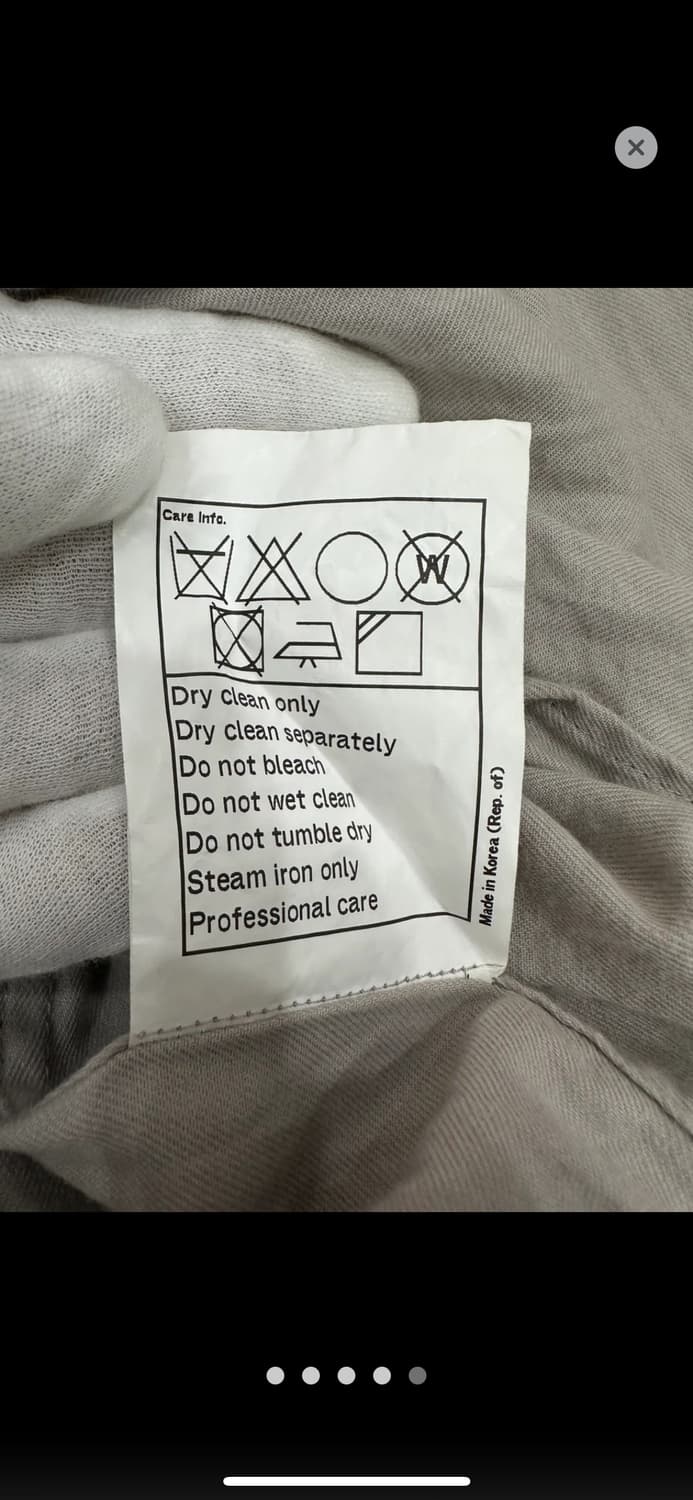 Care Info.
W
Dry clean only
Dry clean separately
Do not bleach
Do not wet clean
Do not tumble dry
Steam iron only
Professional care
Made in Korea (Rep. of)